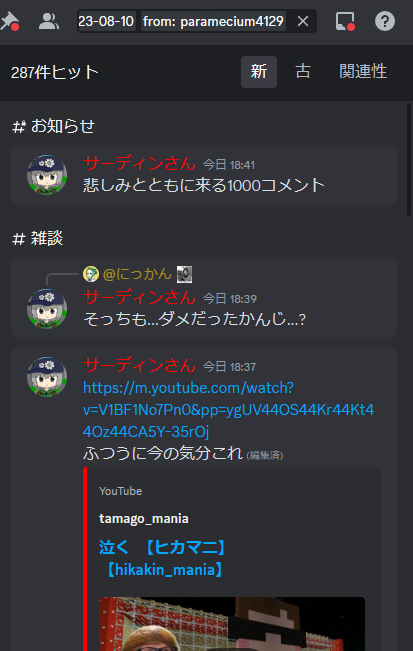 23-08-10 from: paramecium4129
287件ヒット 新 古 関連性
お知らせ
サーディンさん 今日 18:41
悲しみとともに来る1000コメント
雑談
@にっかん
サーディンさん 今日 18:39
そっちも...ダメだったかんじ...?
サーディンさん 今日 18:37
https://m.youtube.com/watch?
v=V1BF1No7Pn0&pp=ygUV44OS44Kr44Kt4
4Oz44CA5Y-35rOj
ふつうに今の気分これ (編集済)
YouTube
tamago_mania
泣く 【ヒカマニ】
【hikakin_mania】